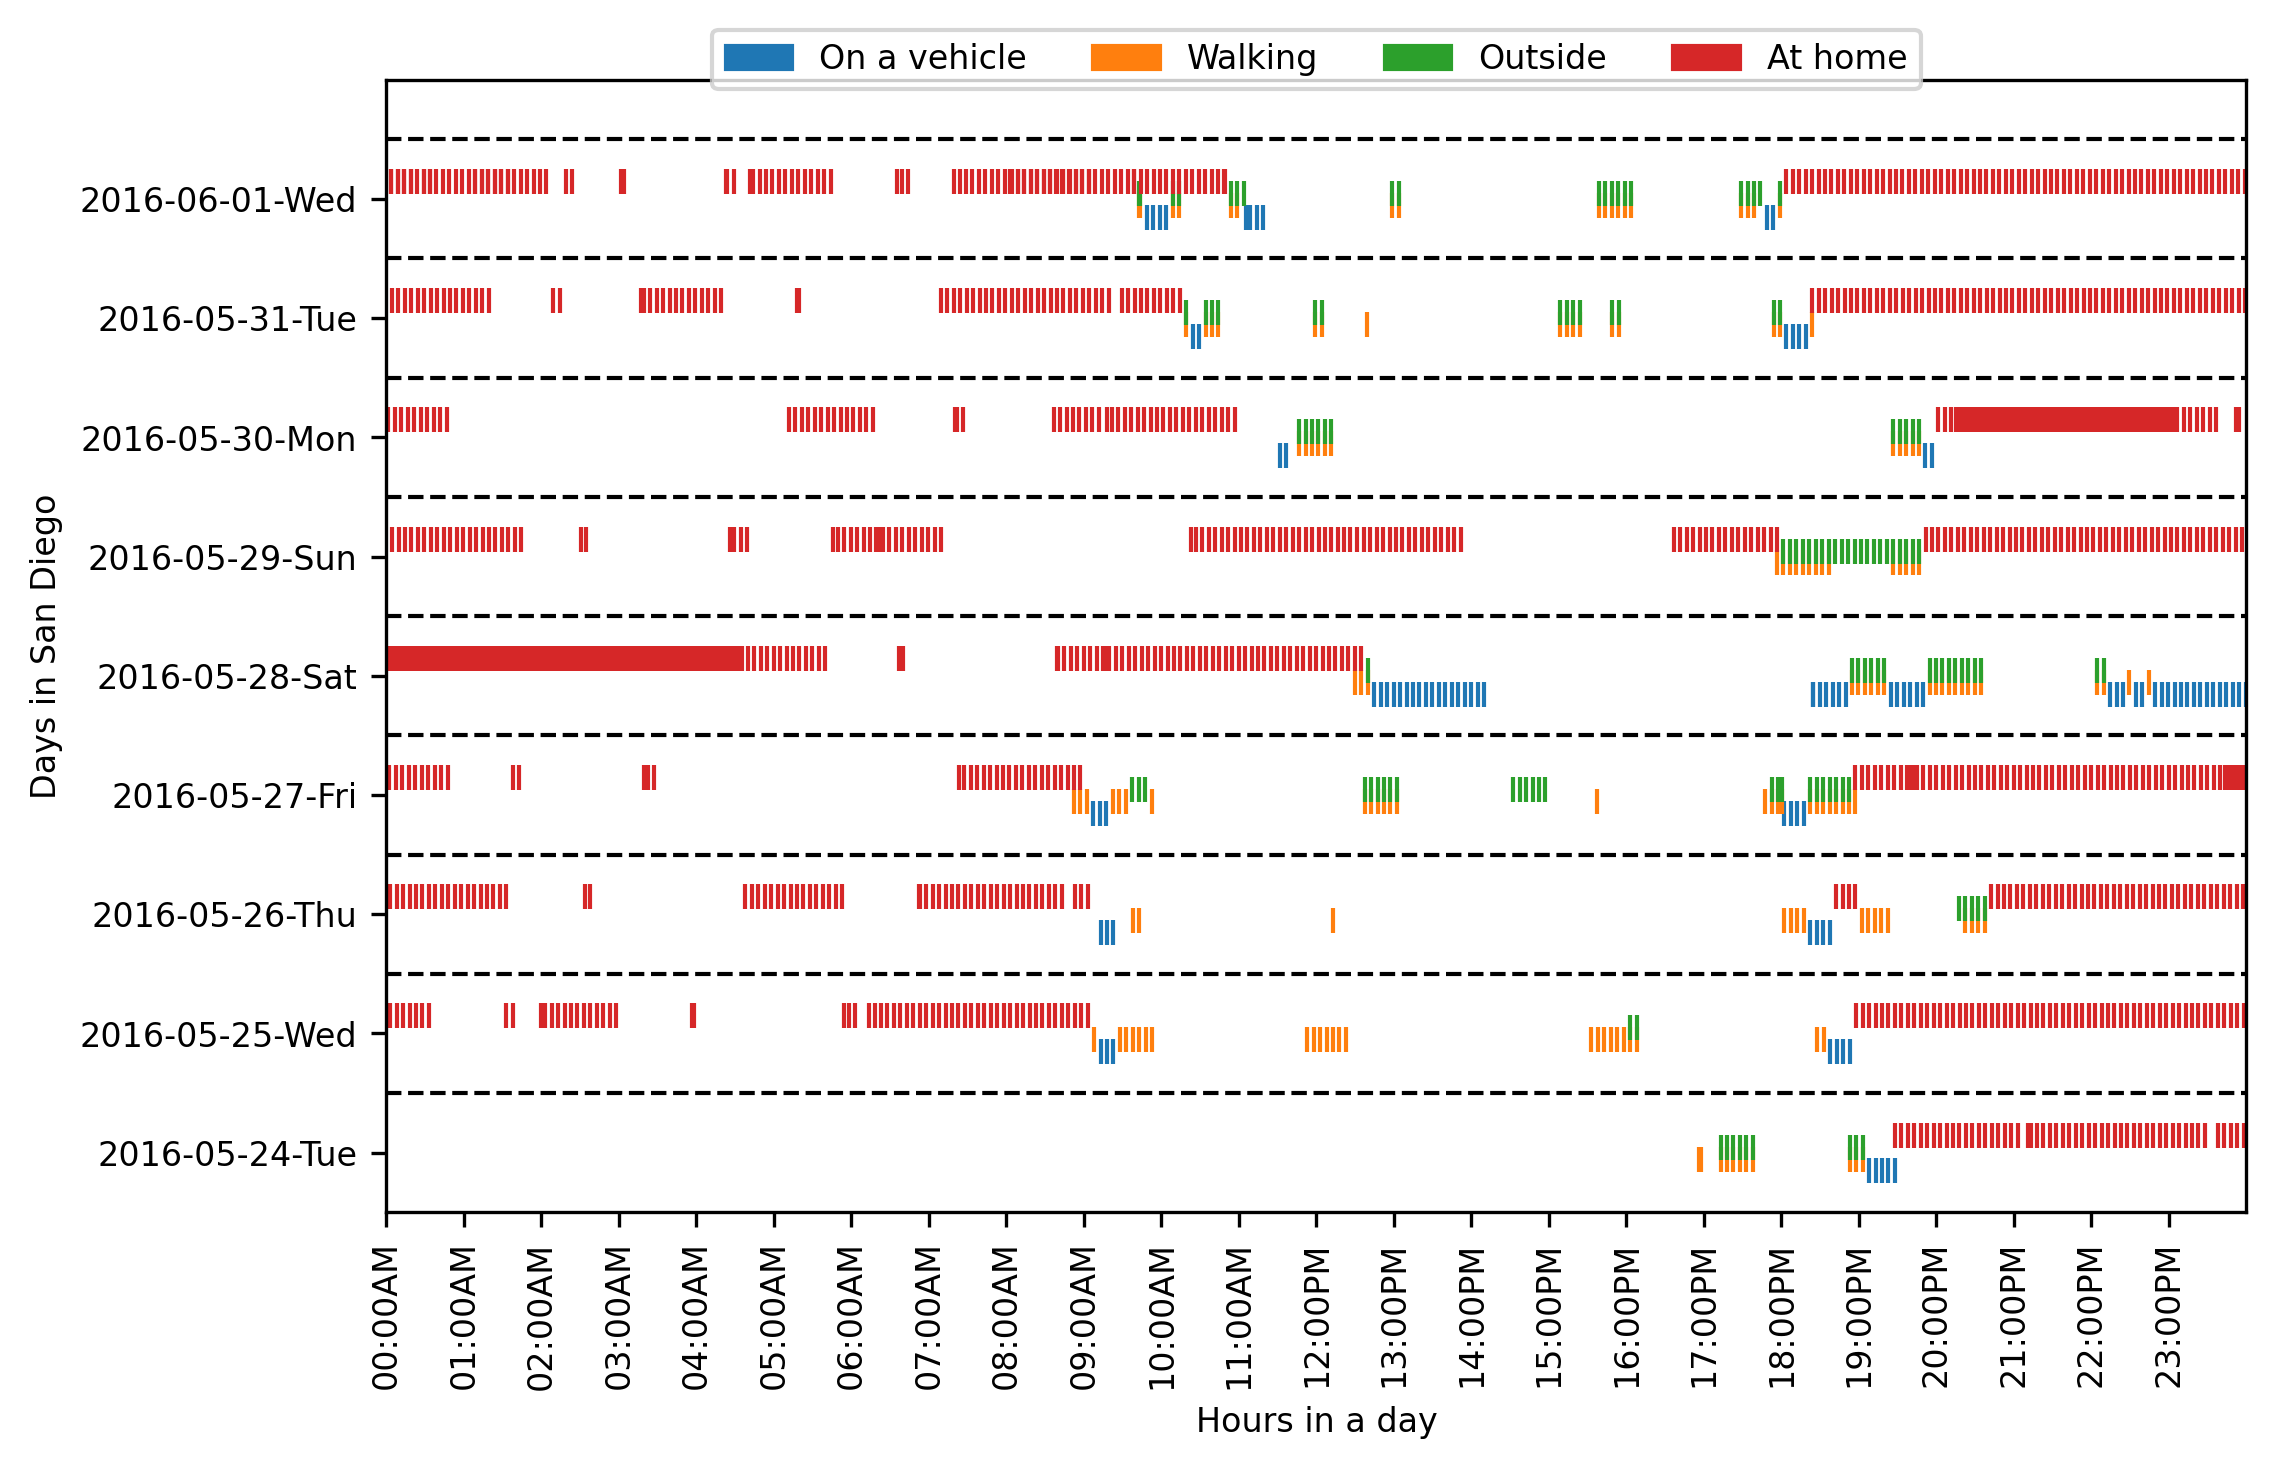 On a vehicle Walking Outside At home
2016-06-01-Wed
2016-05-31-Tue
2016-05-30-Mon
2016-05-29-Sun
2016-05-28-Sat
2016-05-27-Fri
2016-05-26-Thu
2016-05-25-Wed
2016-05-24-Tue
Days in San Diego
00:00AM
01:00AM
02:00AM
03:00AM
04:00AM
05:00AM
06:00AM
07:00AM
08:00AM
09:00AM
10:00AM
11:00AM
12:00PM
13:00PM
14:00PM
15:00PM
16:00PM
17:00PM
18:00PM
19:00PM
20:00PM
21:00PM
22:00PM
23:00PM
Hours in a day